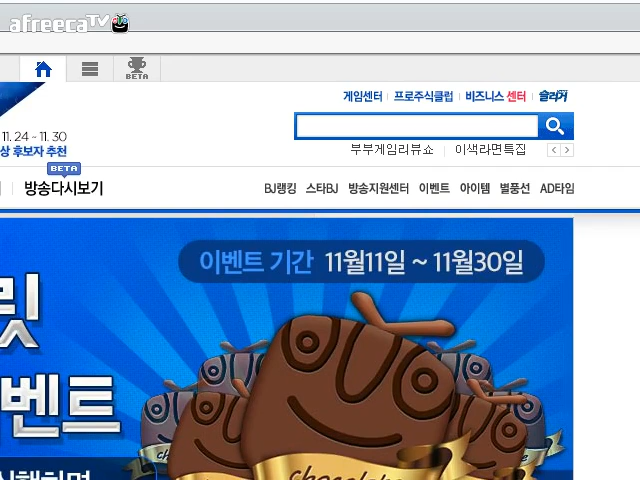 afreecaTV
BETA
게임센터 프로주식클럽 비즈니스 센터 슬러거
11. 24 ~ 11. 30
상 후보자 추천
부부게임리뷰쇼 이색라면특집
BETA
방송다시보기 BJ랭킹 스타BJ 방송지원센터 이벤트 아이템 별풍선 AD타임
이벤트 기간 11월11일 ~ 11월30일
릿
벤트
chocolate